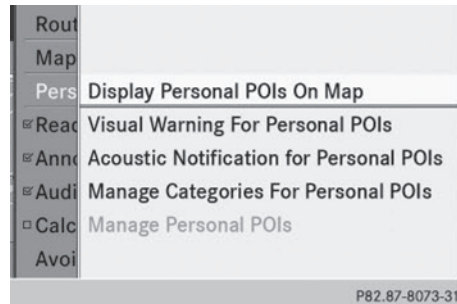 Rout
Map
Pers
Display Personal POIs On Map
Read
Visual Warning For Personal POIs
Anno
Acoustic Notification for Personal POIs
Audi
Manage Categories For Personal POIs
Calc
Manage Personal POIs
Avoi
P82.87-8073-31